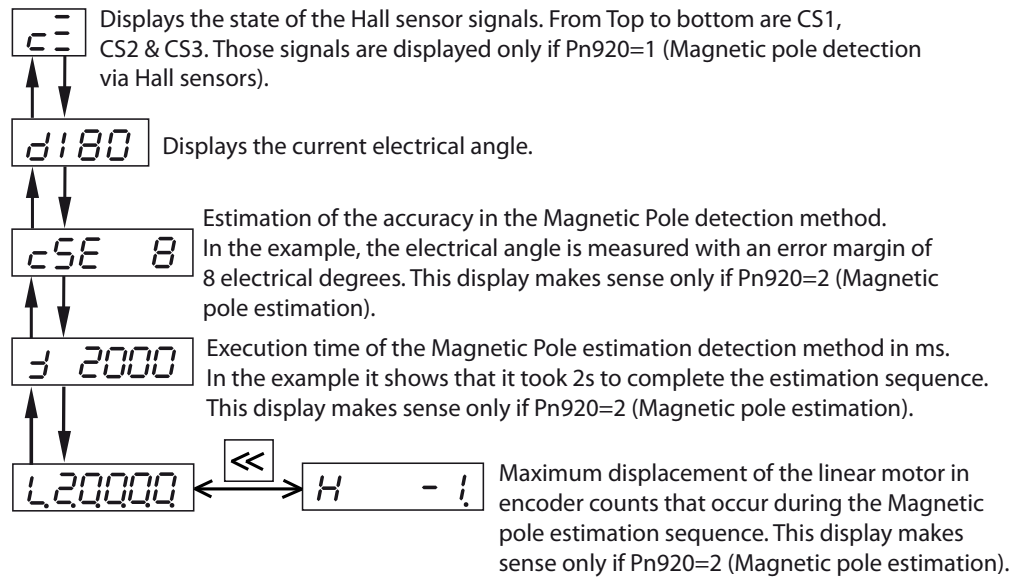 Displays the state of the Hall sensor signals. From Top to bottom are CS1,
CS2 & CS3. Those signals are displayed only if Pn920=1 (Magnetic pole detection
via Hall sensors).
d180
Displays the current electrical angle.
Estimation of the accuracy in the Magnetic Pole detection method.
cSE 8
In the example, the electrical angle is measured with an error margin of
8 electrical degrees. This display makes sense only if Pn920=2 (Magnetic
pole estimation).
2000
Execution time of the Magnetic Pole estimation detection method in ms.
In the example it shows that it took 2s to complete the estimation sequence.
This display makes sense only if Pn920=2 (Magnetic pole estimation).
L.2.0.0.0.0.
≪
H -1.
Maximum displacement of the linear motor in
encoder counts that occur during the Magnetic
pole estimation sequence. This display makes
sense only if Pn920=2 (Magnetic pole estimation).